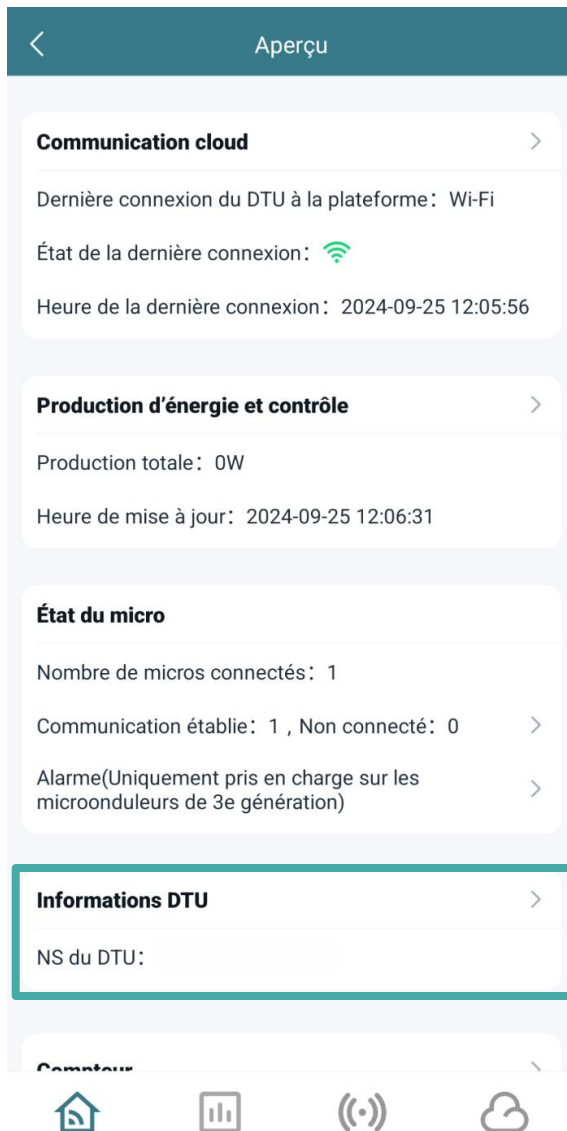 Aperçu
Communication cloud
Dernière connexion du DTU à la plateforme： Wi-Fi
État de la dernière connexion：
Heure de la dernière connexion： 2024-09-25 12:05:56
Production d’énergie et contrôle
Production totale： 0W
Heure de mise à jour： 2024-09-25 12:06:31
État du micro
Nombre de micros connectés： 1
Communication établie： 1 , Non connecté： 0
Alarme(Uniquement pris en charge sur les
microonduleurs de 3e génération)
Informations DTU
NS du DTU：
Compteur